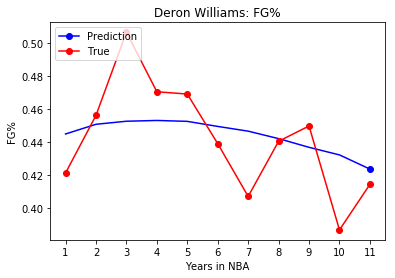 Deron Williams: FG%
Prediction
True
0.50
0.48
0.46
0.44
0.42
0.40
FG%
1 2 3 4 5 6 7 8 9 10 11
Years in NBA